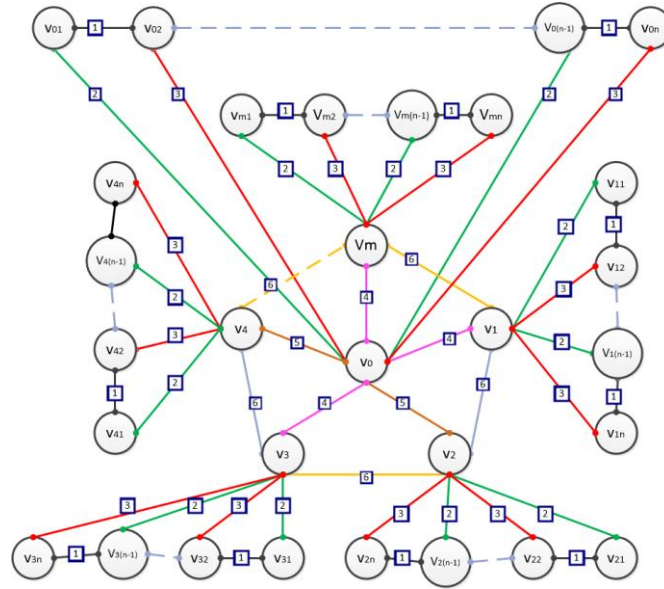 v01 1 v02 v0(n-1) 1 v0n
2 3 2 3
vm1 1 vm2 vm(n-1) 1 vmn
2 3 2 3
v4n v11
3 2 1
v4(n-1) Vm 6 v12
2 6 4 3
v42 3 v4 5 v0 4 v1 2 v1(n-1)
1 2 3 1
v41 6 4 5 6 v1n
v3 v2
3 2 3 2 6 3 2 3 2
v3n 1 v3(n-1) v32 1 v31 v2n 1 v2(n-1) v22 1 v21